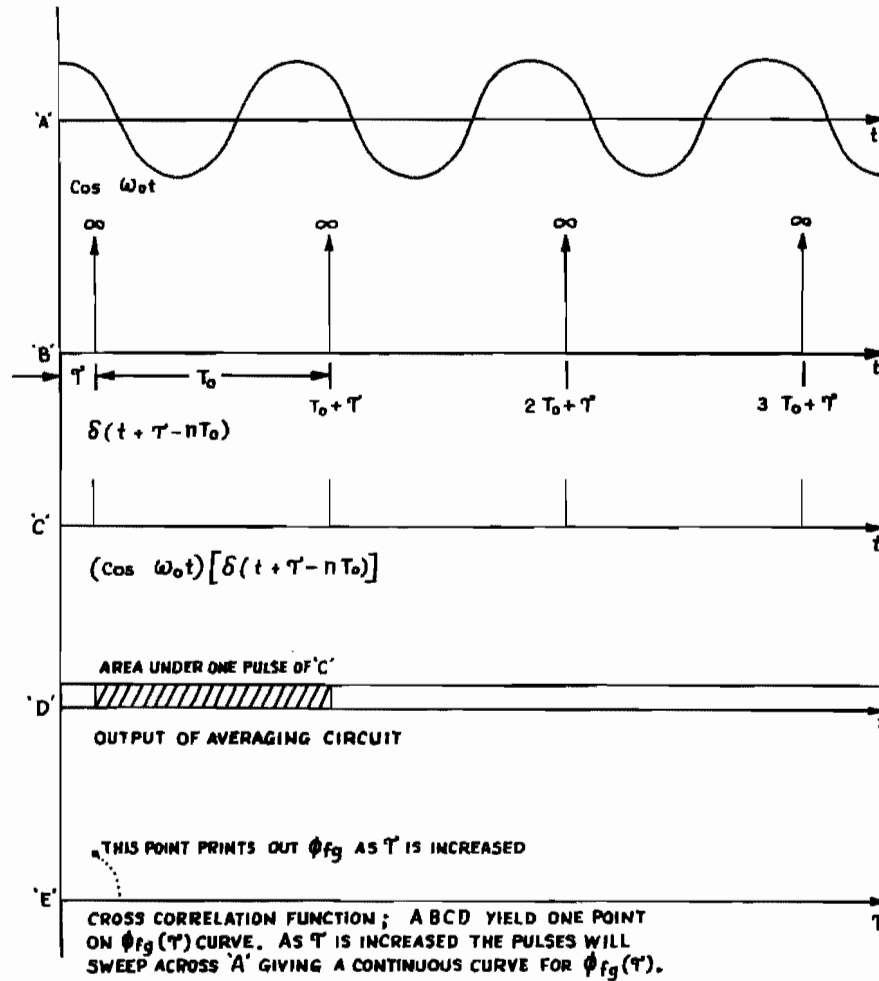 'A'
t
Cos ω₀t
∞ ∞ ∞ ∞
'B'
t
τ T₀ T₀ + τ 2 T₀ + τ 3 T₀ + τ
δ(t + τ - nT₀)
'C'
t
(Cos ω₀t)[δ(t + τ - nT₀)]
AREA UNDER ONE PULSE OF 'C'
'D'
OUTPUT OF AVERAGING CIRCUIT
THIS POINT PRINTS OUT ϕfg AS τ IS INCREASED
'E'
τ
CROSS CORRELATION FUNCTION; A B C D YIELD ONE POINT
ON ϕfg(τ) CURVE. AS τ IS INCREASED THE PULSES WILL
SWEEP ACROSS 'A' GIVING A CONTINUOUS CURVE FOR ϕfg(τ).